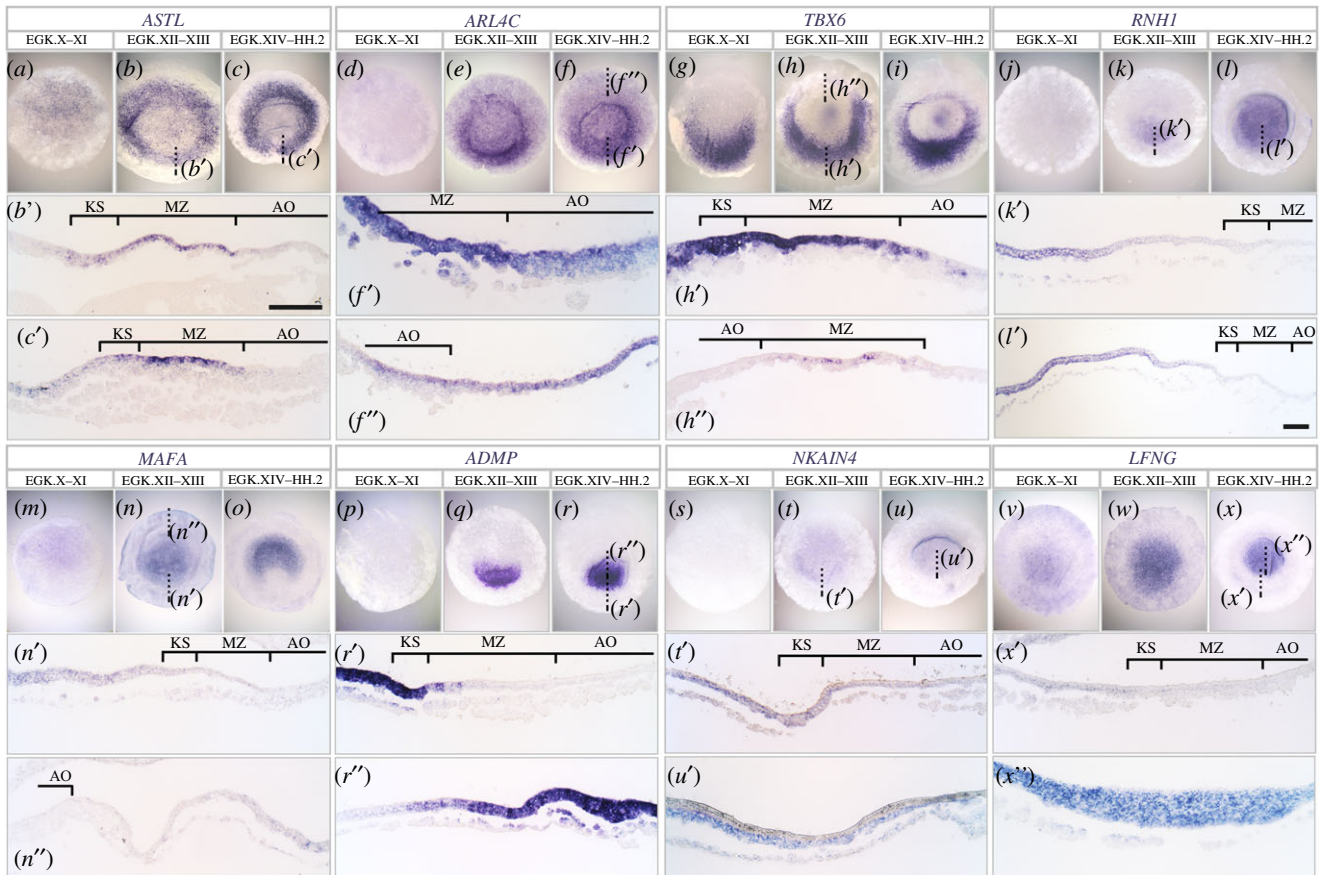 ASTL ARL4C TBX6 RNH1
EGK.X–XI EGK.XII–XIII EGK.XIV–HH.2 EGK.X–XI EGK.XII–XIII EGK.XIV–HH.2 EGK.X–XI EGK.XII–XIII EGK.XIV–HH.2 EGK.X–XI EGK.XII–XIII EGK.XIV–HH.2
(a) (b) (c) (d) (e) (f) (g) (h) (i) (j) (k) (l)
(f″) (h″)
(b′) (c′) (f′) (h′) (k′) (l′)
(b’) KS MZ AO MZ AO KS MZ AO (k′) KS MZ
(f′) (h′)
(c′) KS MZ AO AO AO MZ (l′) KS MZ AO
(f″) (h″)
MAFA ADMP NKAIN4 LFNG
EGK.X–XI EGK.XII–XIII EGK.XIV–HH.2 EGK.X–XI EGK.XII–XIII EGK.XIV–HH.2 EGK.X–XI EGK.XII–XIII EGK.XIV–HH.2 EGK.X–XI EGK.XII–XIII EGK.XIV–HH.2
(m) (n) (o) (p) (q) (r) (s) (t) (u) (v) (w) (x)
(n″) (r″) (u′) (x″)
(n′) (r′) (t′) (x′)
(n′) KS MZ AO (r′) KS MZ AO (t′) KS MZ AO (x′) KS MZ AO
AO (r″) (u′) (x″)
(n″)